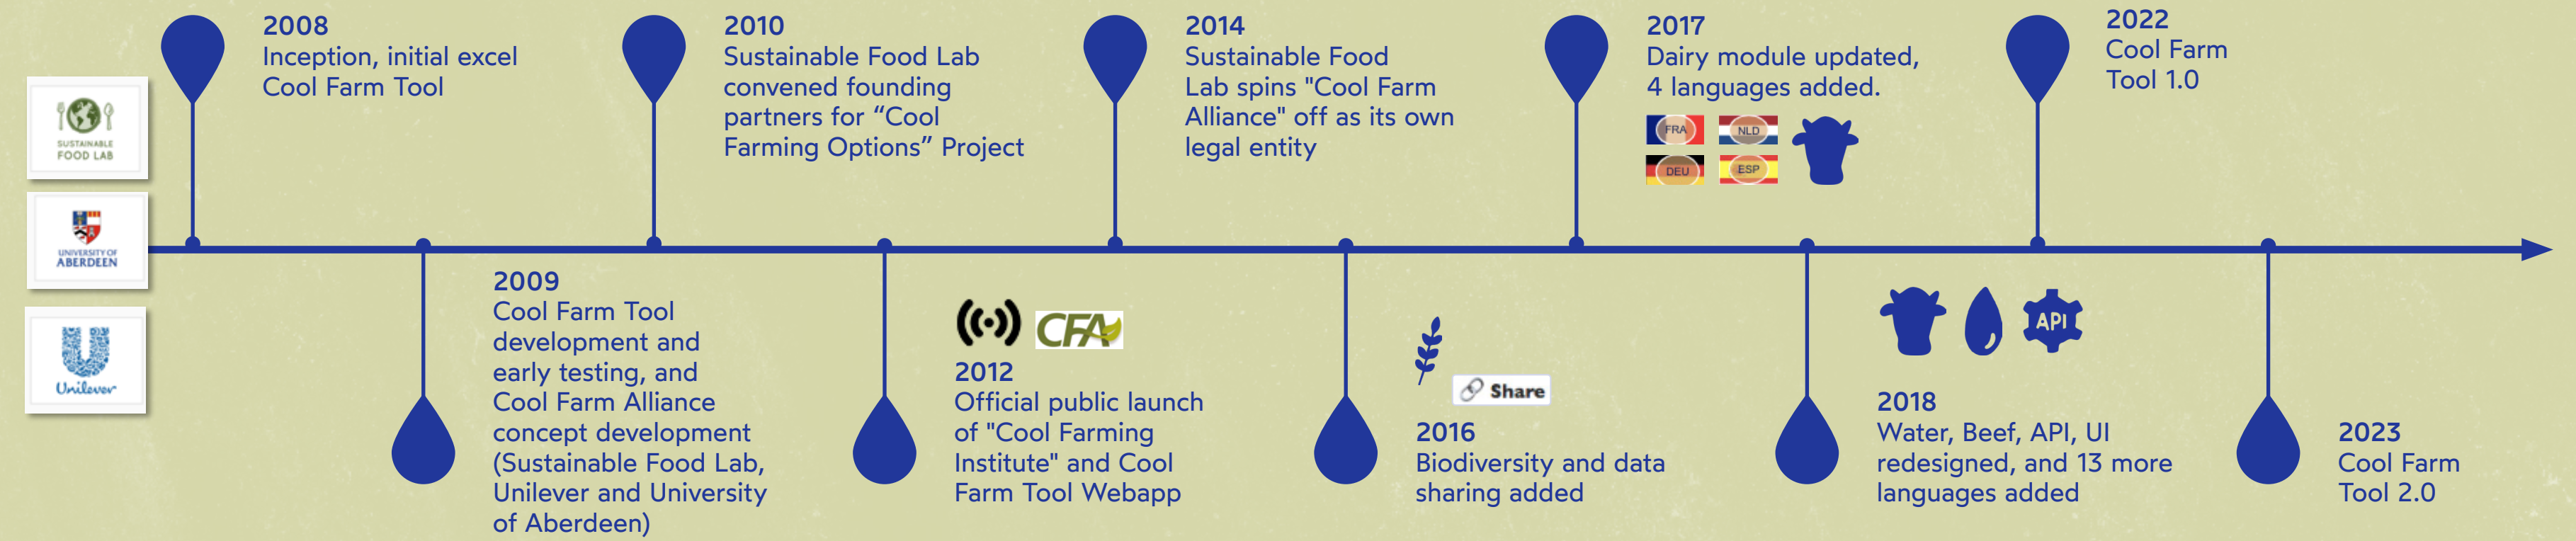 SUSTAINABLE
FOOD LAB
UNIVERSITY OF
ABERDEEN
Unilever
2008
Inception, initial excel
Cool Farm Tool
2009
Cool Farm Tool
development and
early testing, and
Cool Farm Alliance
concept development
(Sustainable Food Lab,
Unilever and University
of Aberdeen)
2010
Sustainable Food Lab
convened founding
partners for “Cool
Farming Options” Project
CFA
2012
Official public launch
of "Cool Farming
Institute" and Cool
Farm Tool Webapp
2014
Sustainable Food
Lab spins "Cool Farm
Alliance" off as its own
legal entity
Share
2016
Biodiversity and data
sharing added
2017
Dairy module updated,
4 languages added.
FRA
NLD
DEU
ESP
API
2018
Water, Beef, API, UI
redesigned, and 13 more
languages added
2022
Cool Farm
Tool 1.0
2023
Cool Farm
Tool 2.0